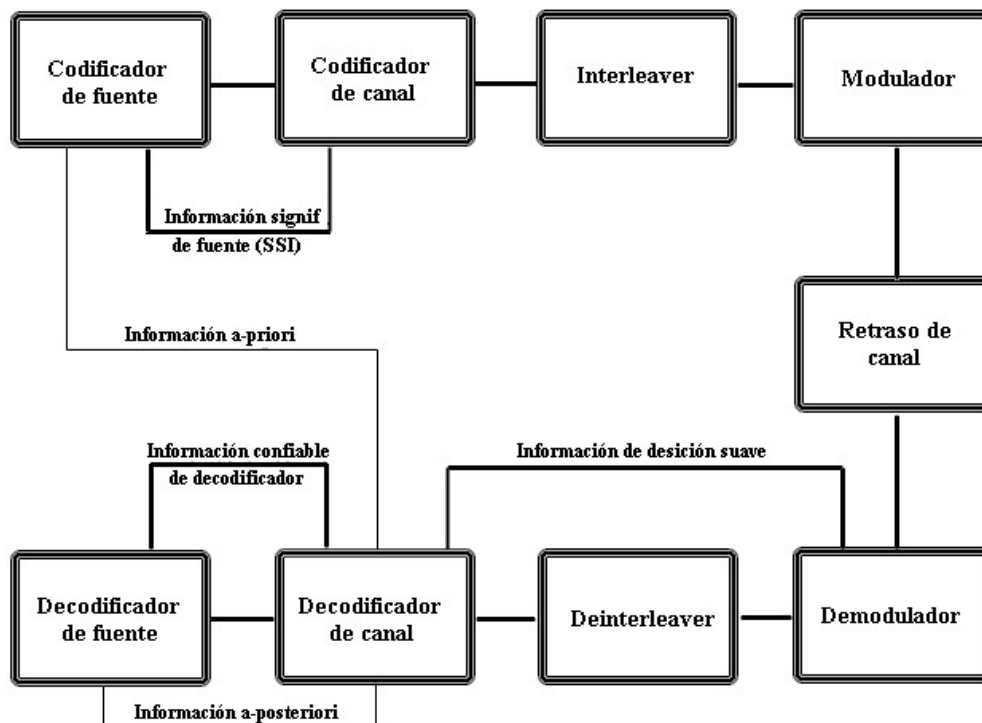 Codificador
de fuente
Codificador
de canal
Interleaver
Modulador
Información signif
de fuente (SSI)
Información a-priori
Retraso de
canal
Información confiable
de decodificador
Información de desición suave
Decodificador
de fuente
Decodificador
de canal
Deinterleaver
Demodulador
Información a-posteriori